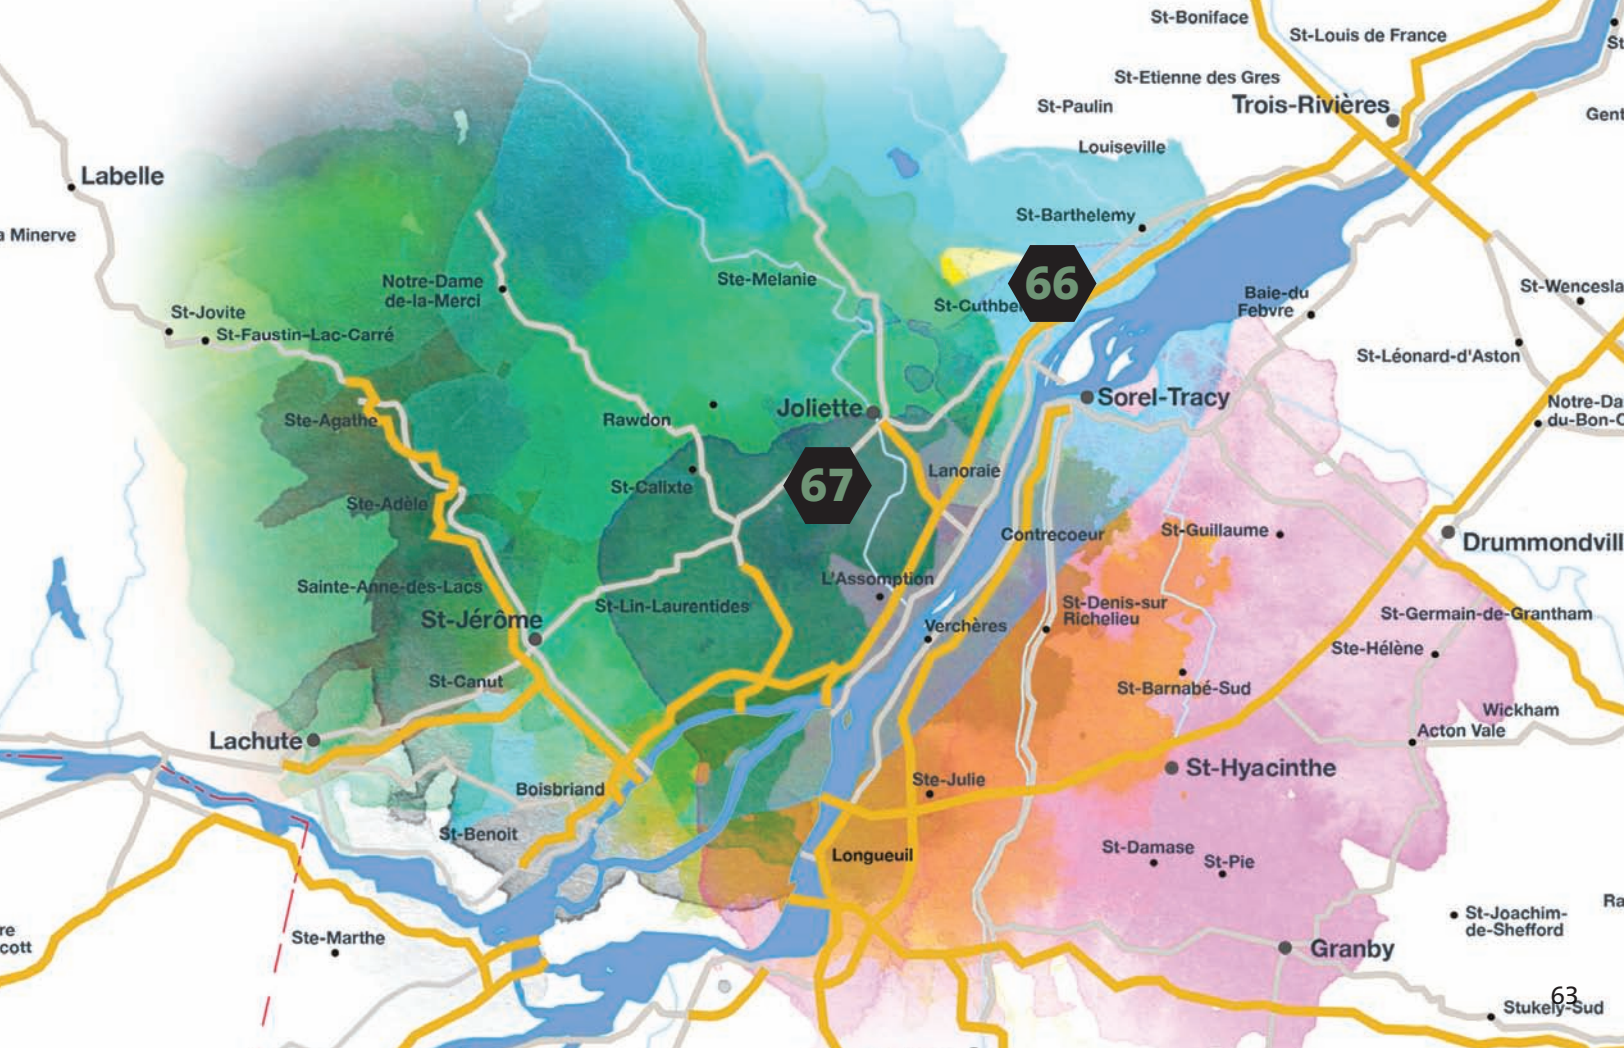 St-Boniface
St-Louis de France
St-Etienne des Gres
St-Paulin
Trois-Rivières
Louiseville
Labelle
St-Barthelemy
a Minerve
66
Notre-Dame
de-la-Merci
Ste-Melanie
St-Wencesla
Baie-du
Febvre
St-Cuthbe
St-Jovite
St-Faustin-Lac-Carré
St-Léonard-d'Aston
Sorel-Tracy
Notre-Da
du-Bon-C
Joliette
Ste-Agathe
Rawdon
Lanoraie
67
St-Calixte
Ste-Adèle
Contrecoeur
St-Guillaume
Drummondvill
L'Assomption
Sainte-Anne-des-Lacs
St-Lin-Laurentides
St-Denis-sur
Richelieu
St-Germain-de-Grantham
St-Jérôme
Verchères
Ste-Hélène
St-Canut
St-Barnabé-Sud
Wickham
Acton Vale
Lachute
St-Hyacinthe
Ste-Julie
Boisbriand
St-Benoit
Longueuil
St-Damase
St-Pie
St-Joachim-
de-Shefford
Ste-Marthe
Granby
63
Stukely-Sud